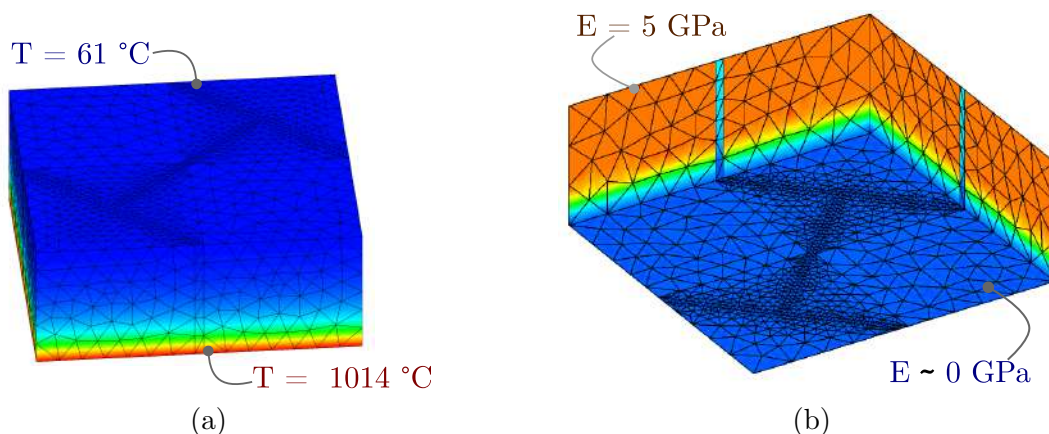 T = 61 °C
T = 1014 °C
(a)
E = 5 GPa
E ~ 0 GPa
(b)